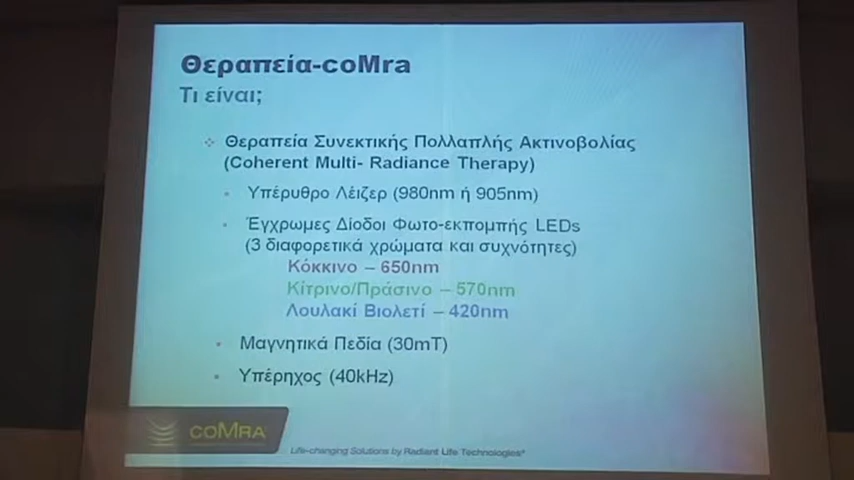 Θεραπεία-coMra
Τι είναι;
Θεραπεία Συνεκτικής Πολλαπλής Ακτινοβολίας
(Coherent Multi- Radiance Therapy)
Υπέρυθρο Λέιζερ (980nm ή 905nm)
Έγχρωμες Δίοδοι Φωτο-εκπομπής LEDs
(3 διαφορετικά χρώματα και συχνότητες)
Κόκκινο – 650nm
Κίτρινο/Πράσινο – 570nm
Λουλακί Βιολετί – 420nm
Μαγνητικά Πεδία (30mT)
Υπέρηχος (40kHz)
COMRA
Life-changing Solutions by Radiant Life Technologies®